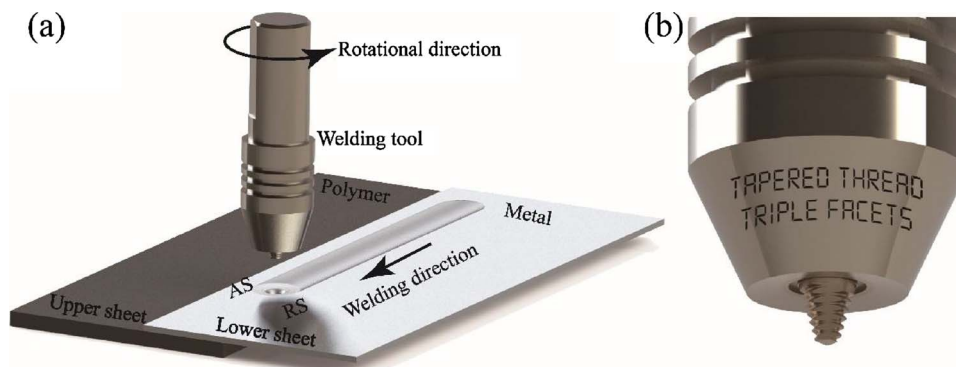 (a)
Rotational direction
Welding tool
Polymer
Metal
Welding direction
AS
RS
Upper sheet
Lower sheet
(b)
TAPERED THREAD
TRIPLE FACETS